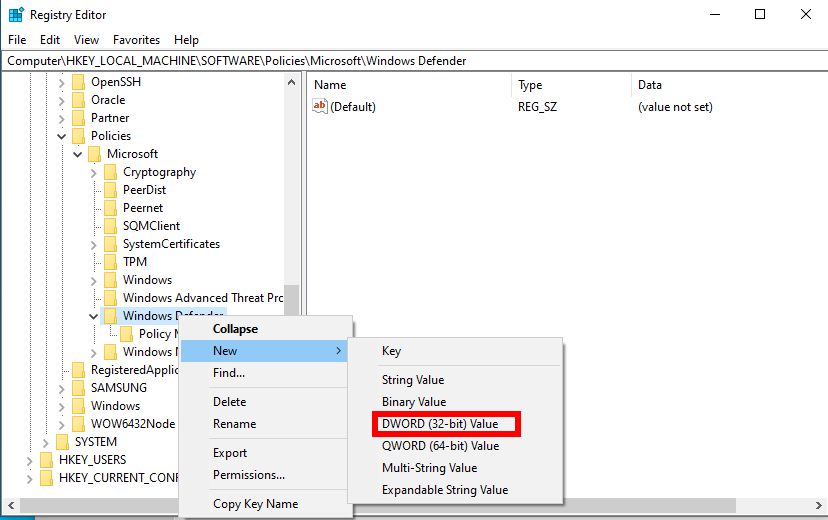 Registry Editor
File Edit View Favorites Help
Computer\HKEY_LOCAL_MACHINE\SOFTWARE\Policies\Microsoft\Windows Defender
OpenSSH
Oracle
Partner
Policies
Microsoft
Cryptography
PeerDist
Peernet
SQMClient
SystemCertificates
TPM
Windows
Windows Advanced Threat Pro
Windows Defender
Policy M
Windows N
RegisteredApplic
SAMSUNG
Windows
WOW6432Node
SYSTEM
HKEY_USERS
HKEY_CURRENT_CONF
Name Type Data
ab (Default) REG_SZ (value not set)
Collapse
New
Find...
Delete
Rename
Export
Permissions...
Copy Key Name
Key
String Value
Binary Value
DWORD (32-bit) Value
QWORD (64-bit) Value
Multi-String Value
Expandable String Value